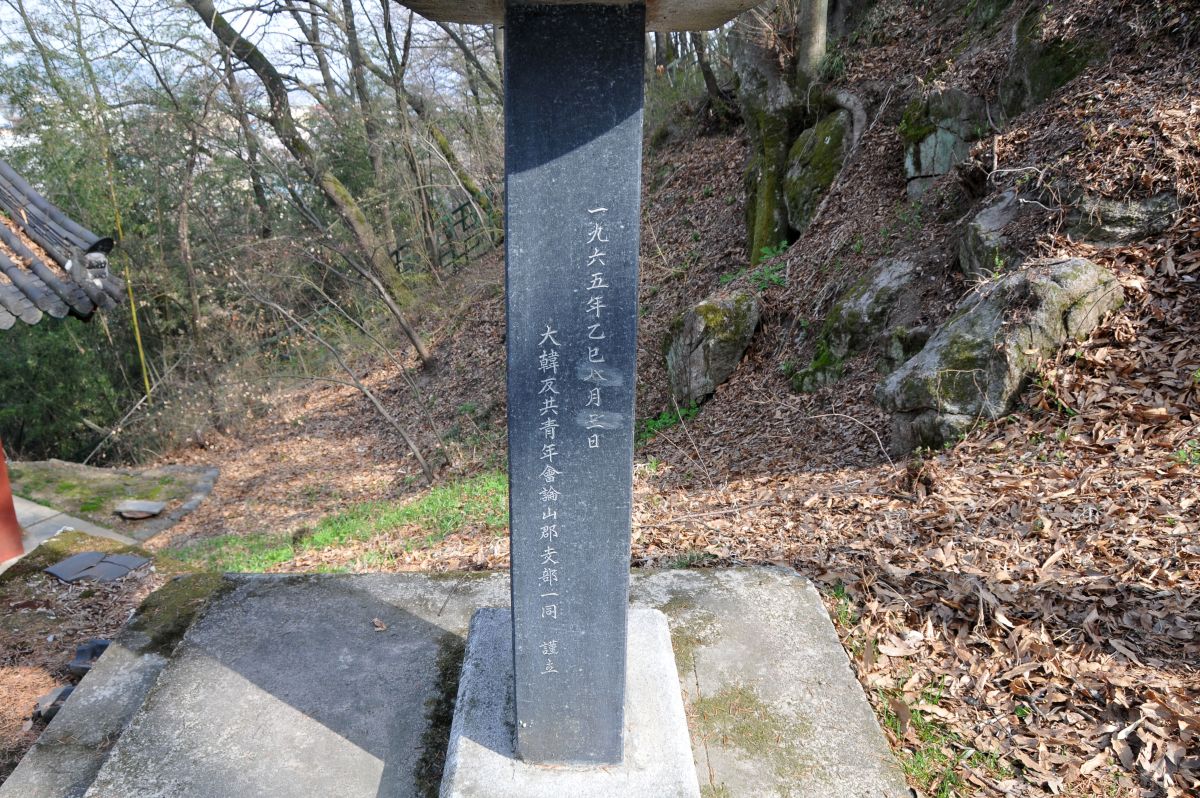 一九六五年乙巳八月三日
大韓反共青年會論山郡支部一同 謹立